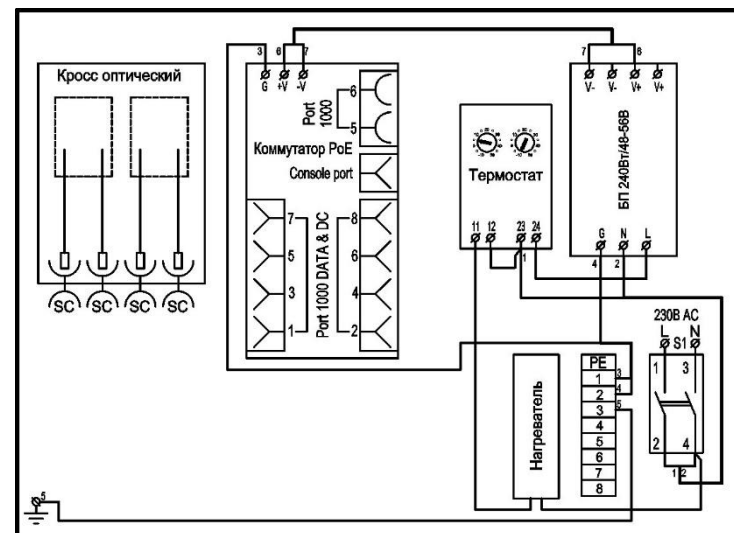 Кросс оптический
SC SC SC SC
3 6 7
G +V -V
Port 1000
6
5
Коммутатор PoE
Console port
7 8
5 6
3 4
1 2
Port 1000 DATA & DC
Термостат
11 12 23 24
1
7 8
V- V- V+ V+
БП 240Вт/48-56В
G N L
4 2
230В AC
L N
S1
1 3
2 4
1 2
Нагреватель
PE
1 3
2 4
3 5
4
5
6
7
8
5